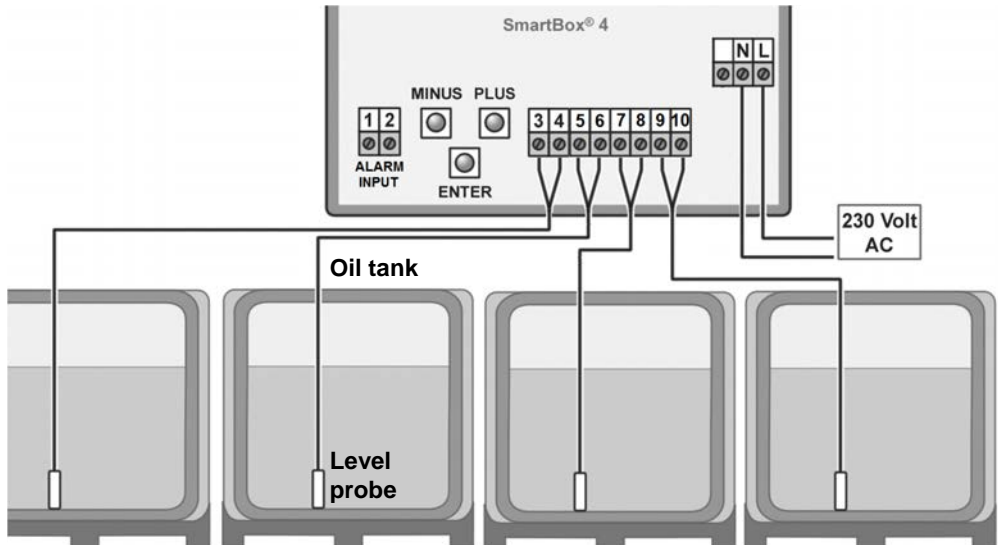 SmartBox® 4
N L
MINUS PLUS
1 2
3 4 5 6 7 8 9 10
ALARM
INPUT
ENTER
230 Volt
AC
Oil tank
Level
probe